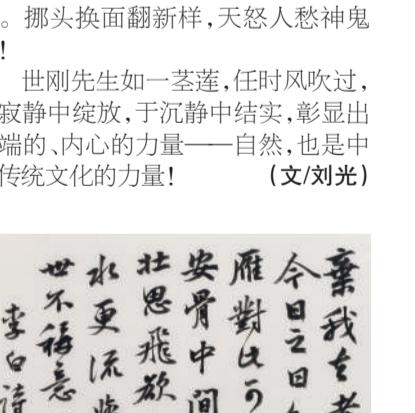 。挪头换面翻新样,天怒人愁神鬼
!
世刚先生如一茎莲,任时风吹过,
寂静中绽放,于沉静中结实,彰显出
端的、内心的力量——自然,也是中
传统文化的力量!
(文/刘光)
棄我去者
今日之日
雁對此可
安骨中間
壮思飛欲
水更流
世不稱意
李白詩